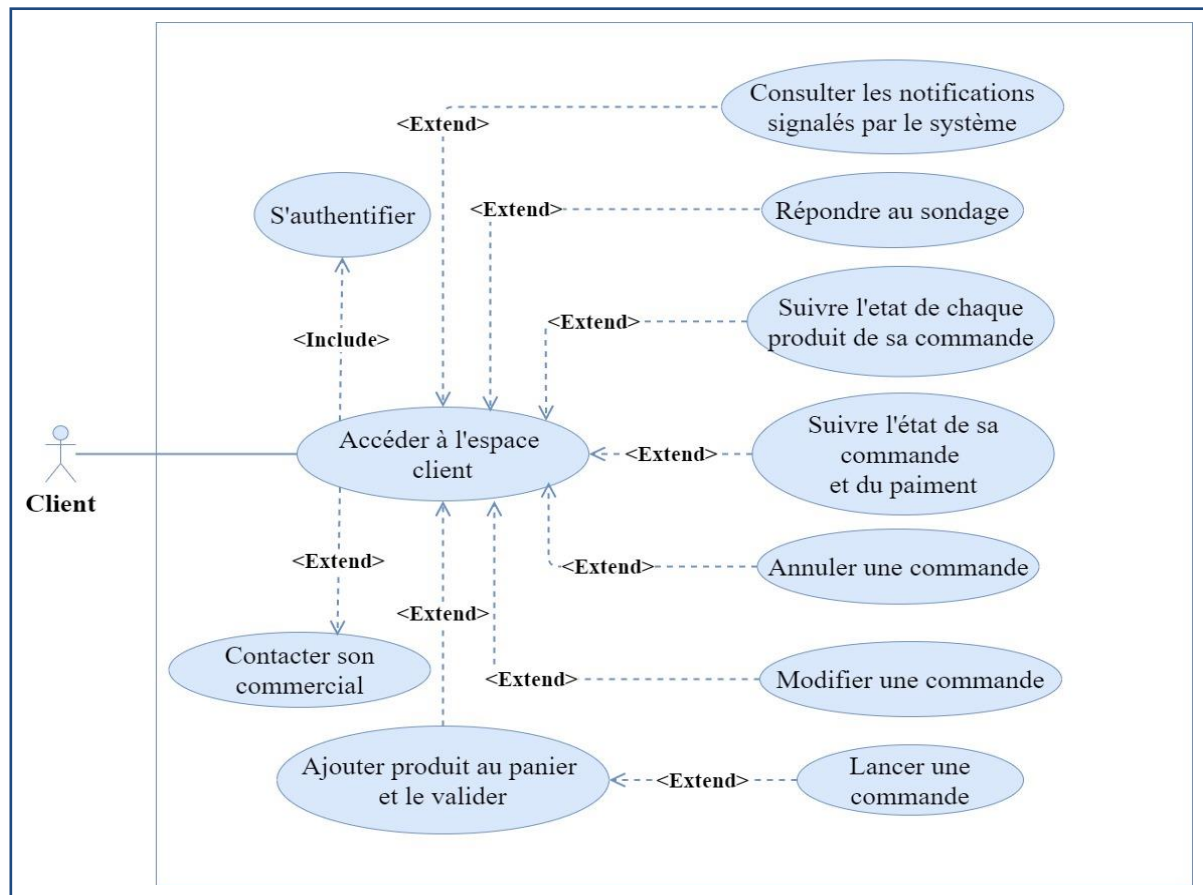 Consulter les notifications
signalés par le système
<Extend>
S'authentifier
<Extend>
Répondre au sondage
<Extend>
Suivre l'etat de chaque
produit de sa commande
<Include>
Accéder à l'espace
client
<Extend>
Suivre l'état de sa
commande
et du paiment
Client
<Extend>
<Extend>
Annuler une commande
<Extend>
Contacter son
commercial
<Extend>
Modifier une commande
Ajouter produit au panier
et le valider
<Extend>
Lancer une
commande